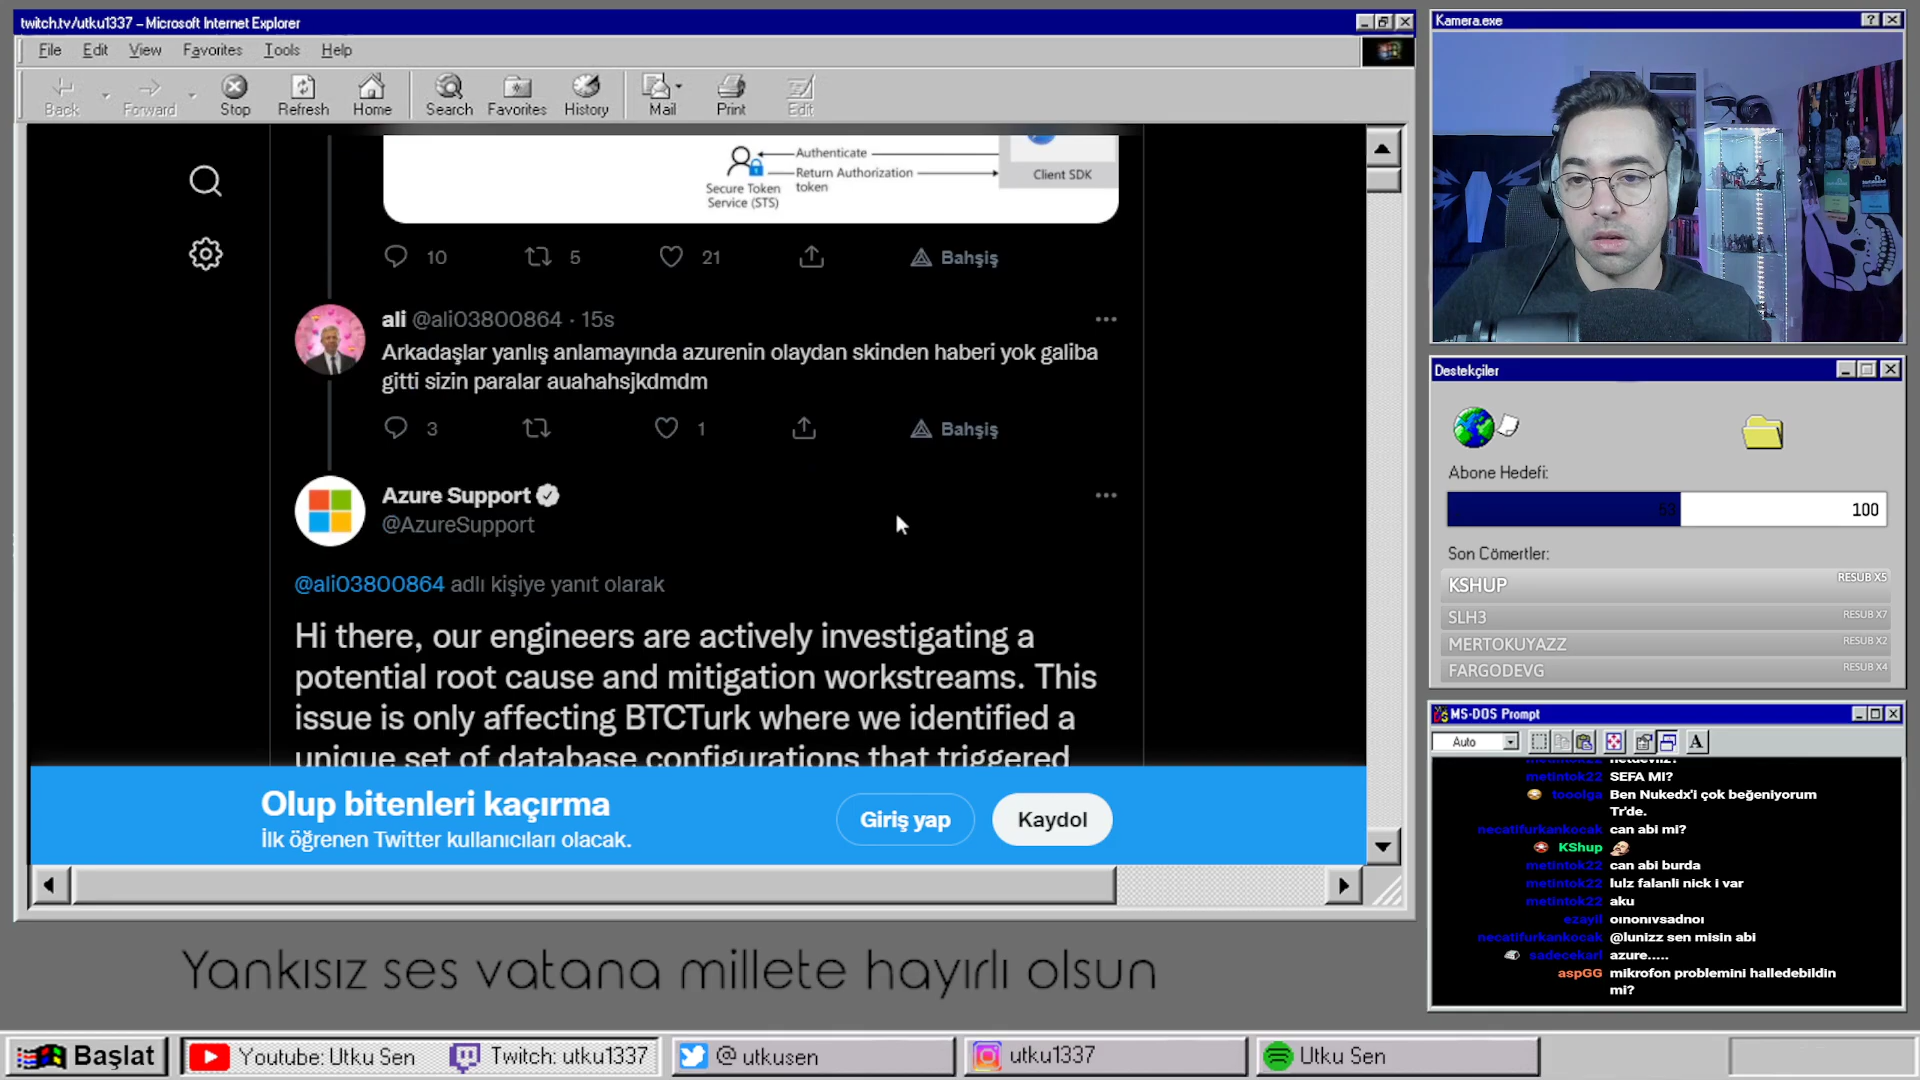 twitch.tv/utku1337 – Microsoft Internet Explorer
File Edit View Favorites Tools Help
Back Forward Stop Refresh Home Search Favorites History Mail Print Edit
Authenticate
Return Authorization
token
Secure Token
Service (STS)
Client SDK
10 5 21 Bahşiş
ali @ali03800864 · 15s
Arkadaşlar yanlış anlamayında azurenin olaydan skinden haberi yok galiba
gitti sizin paralar auahahsjkdmdm
3 1 Bahşiş
Azure Support
@AzureSupport
@ali03800864 adlı kişiye yanıt olarak
Hi there, our engineers are actively investigating a
potential root cause and mitigation workstreams. This
issue is only affecting BTCTurk where we identified a
unique set of database configurations that triggered
Olup bitenleri kaçırma
İlk öğrenen Twitter kullanıcıları olacak.
Giriş yap
Kaydol
Yankısız ses vatana millete hayırlı olsun
Kamera.exe
Destekçiler
Abone Hedefi:
53 100
Son Cömertler:
KSHUP RESUB X5
SLH3 RESUB X7
MERTOKUYAZZ RESUB X2
FARGODEVG RESUB X4
MS-DOS Prompt
Auto
A
metintok22 SEFA MI?
tooolga Ben Nukedx'i çok beğeniyorum
Tr'de.
necatifurkankocak can abi mi?
KShup
metintok22 can abi burda
metintok22 lulz falanli nick i var
metintok22 aku
ezayil oınonıvsadnoı
necatifurkankocak @lunizz sen misin abi
sadecekarl azure.....
aspGG mikrofon problemini halledebildin
mi?
Başlat
Youtube: Utku Sen
Twitch: utku1337
@ utkusen
utku1337
Utku Sen